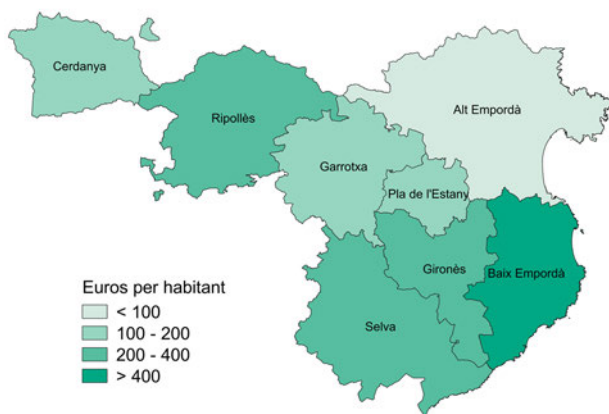 Cerdanya
Ripollès
Alt Empordà
Garrotxa
Pla de l'Estany
Gironès
Baix Empordà
Selva
Euros per habitant
< 100
100 - 200
200 - 400
> 400